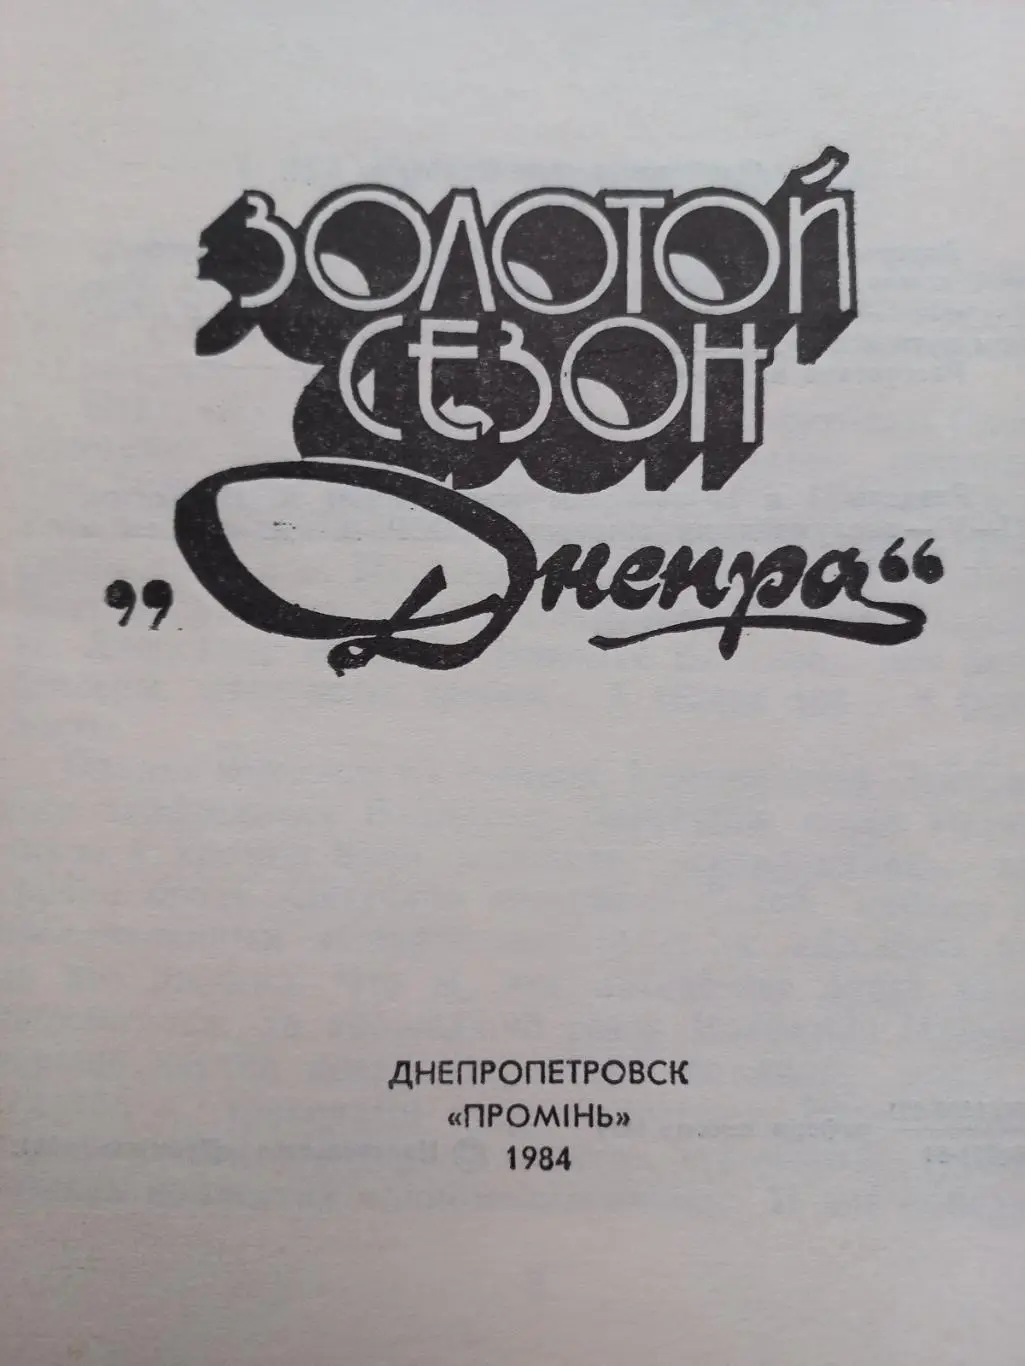 ЗОЛОТОЙ
СЕЗОН
„Днепра“
ДНЕПРОПЕТРОВСК
«ПРОМІНЬ»
1984